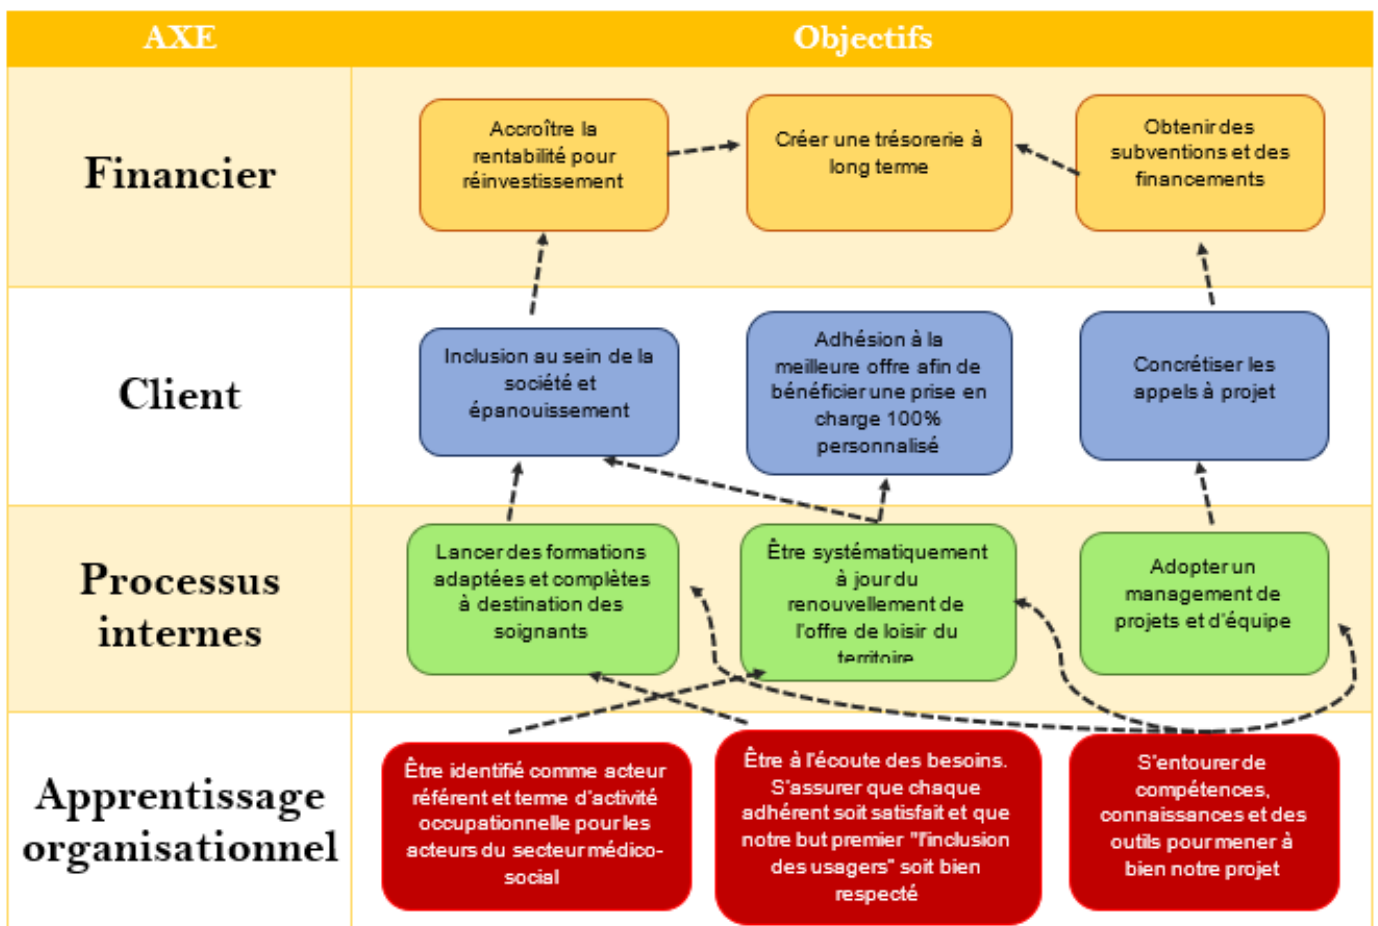 AXE
Objectifs
Financier
Accroître la
rentabilité pour
réinvestissement
Créer une trésorerie à
long terme
Obtenir des
subventions et des
financements
Client
Inclusion au sein de la
société et
épanouissement
Adhésion à la
meilleure offre afin de
bénéficier une prise en
charge 100%
personnalisé
Concrétiser les
appels à projet
Processus
internes
Lancer des formations
adaptées et complètes
à destination des
soignants
Être systématiquement
à jour du
renouvellement de
l'offre de loisir du
territoire
Adopter un
management de
projets et d'équipe
Apprentissage
organisationnel
Être identifié comme acteur
référent et terme d'activité
occupationnelle pour les
acteurs du secteur médico-
social
Être à l'écoute des besoins.
S'assurer que chaque
adhérent soit satisfait et que
notre but premier "l'inclusion
des usagers" soit bien
respecté
S'entourer de
compétences,
connaissances et des
outils pour mener à
bien notre projet